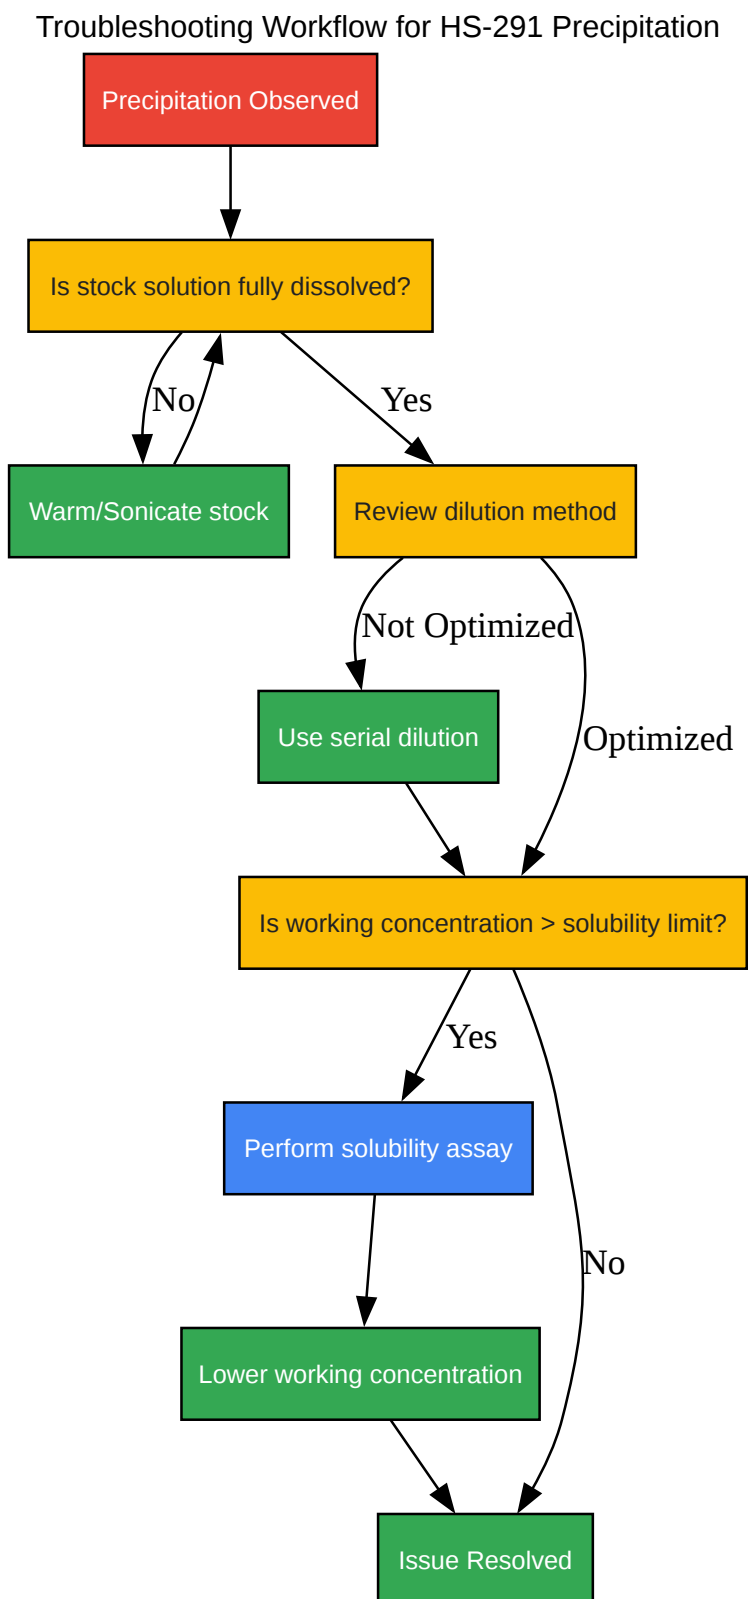 Troubleshooting Workflow for HS-291 Precipitation
Precipitation Observed
Is stock solution fully dissolved?
No
Yes
Warm/Sonicate stock
Review dilution method
Not Optimized
Use serial dilution
Optimized
Is working concentration > solubility limit?
Yes
Perform solubility assay
No
Lower working concentration
Issue Resolved